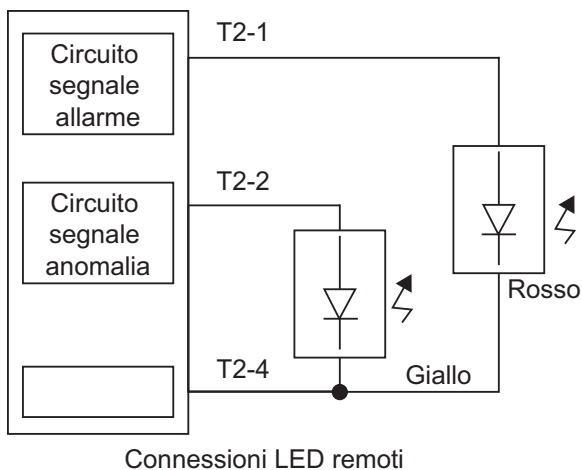 T2-1
Circuito
segnale
allarme
T2-2
Circuito
segnale
anomalia
Rosso
T2-4
Giallo
Connessioni LED remoti